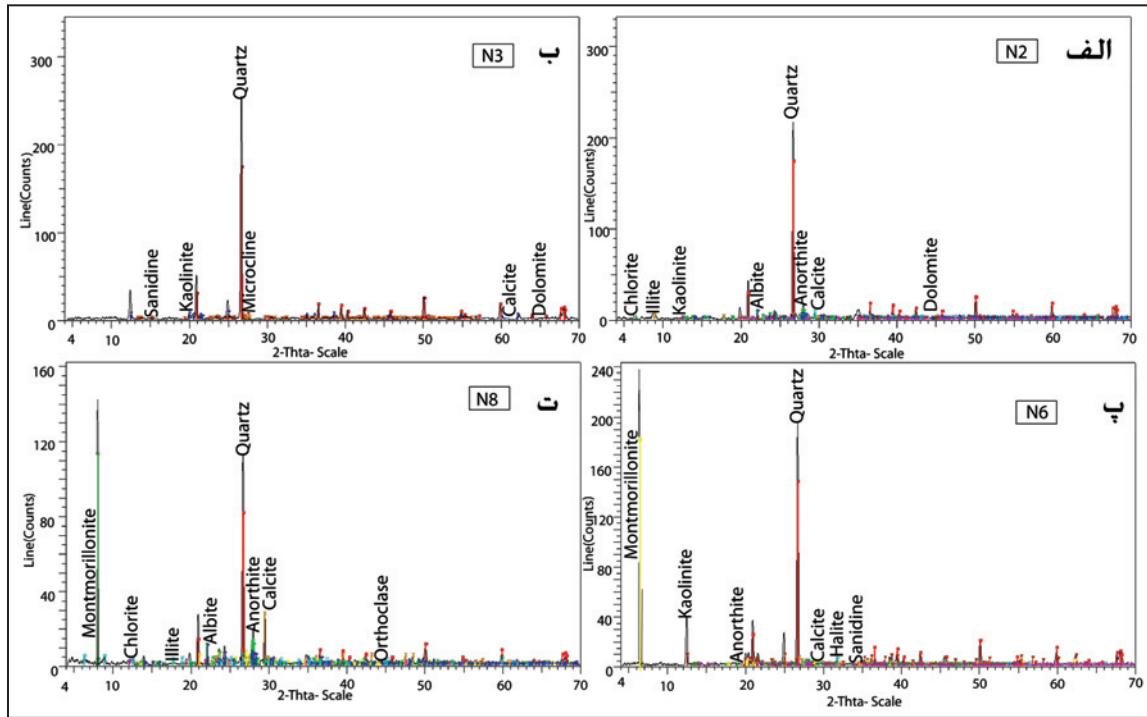 N3 ب
Line(Counts)
300
200
100
0
Sanidine
Kaolinite
Quartz
Microcline
Calcite
Dolomite
4 10 20 30 40 50 60 70
2-Thta- Scale
N2 الف
Line(Counts)
300
200
100
0
Chlorite
Illite
Kaolinite
Albite
Quartz
Anorthite
Calcite
Dolomite
4 10 20 30 40 50 60 70
2-Thta- Scale
N8 ت
Line(Counts)
160
120
80
40
0
Montmorillonite
Chlorite
Illite
Albite
Quartz
Anorthite
Calcite
Orthoclase
4 10 20 30 40 50 60 70
2-Thta- Scale
N6 پ
Line(Counts)
240
200
160
120
80
40
0
Montmorillonite
Kaolinite
Anorthite
Quartz
Calcite
Halite
Sanidine
4 10 20 30 40 50 60 70
2-Thta- Scale